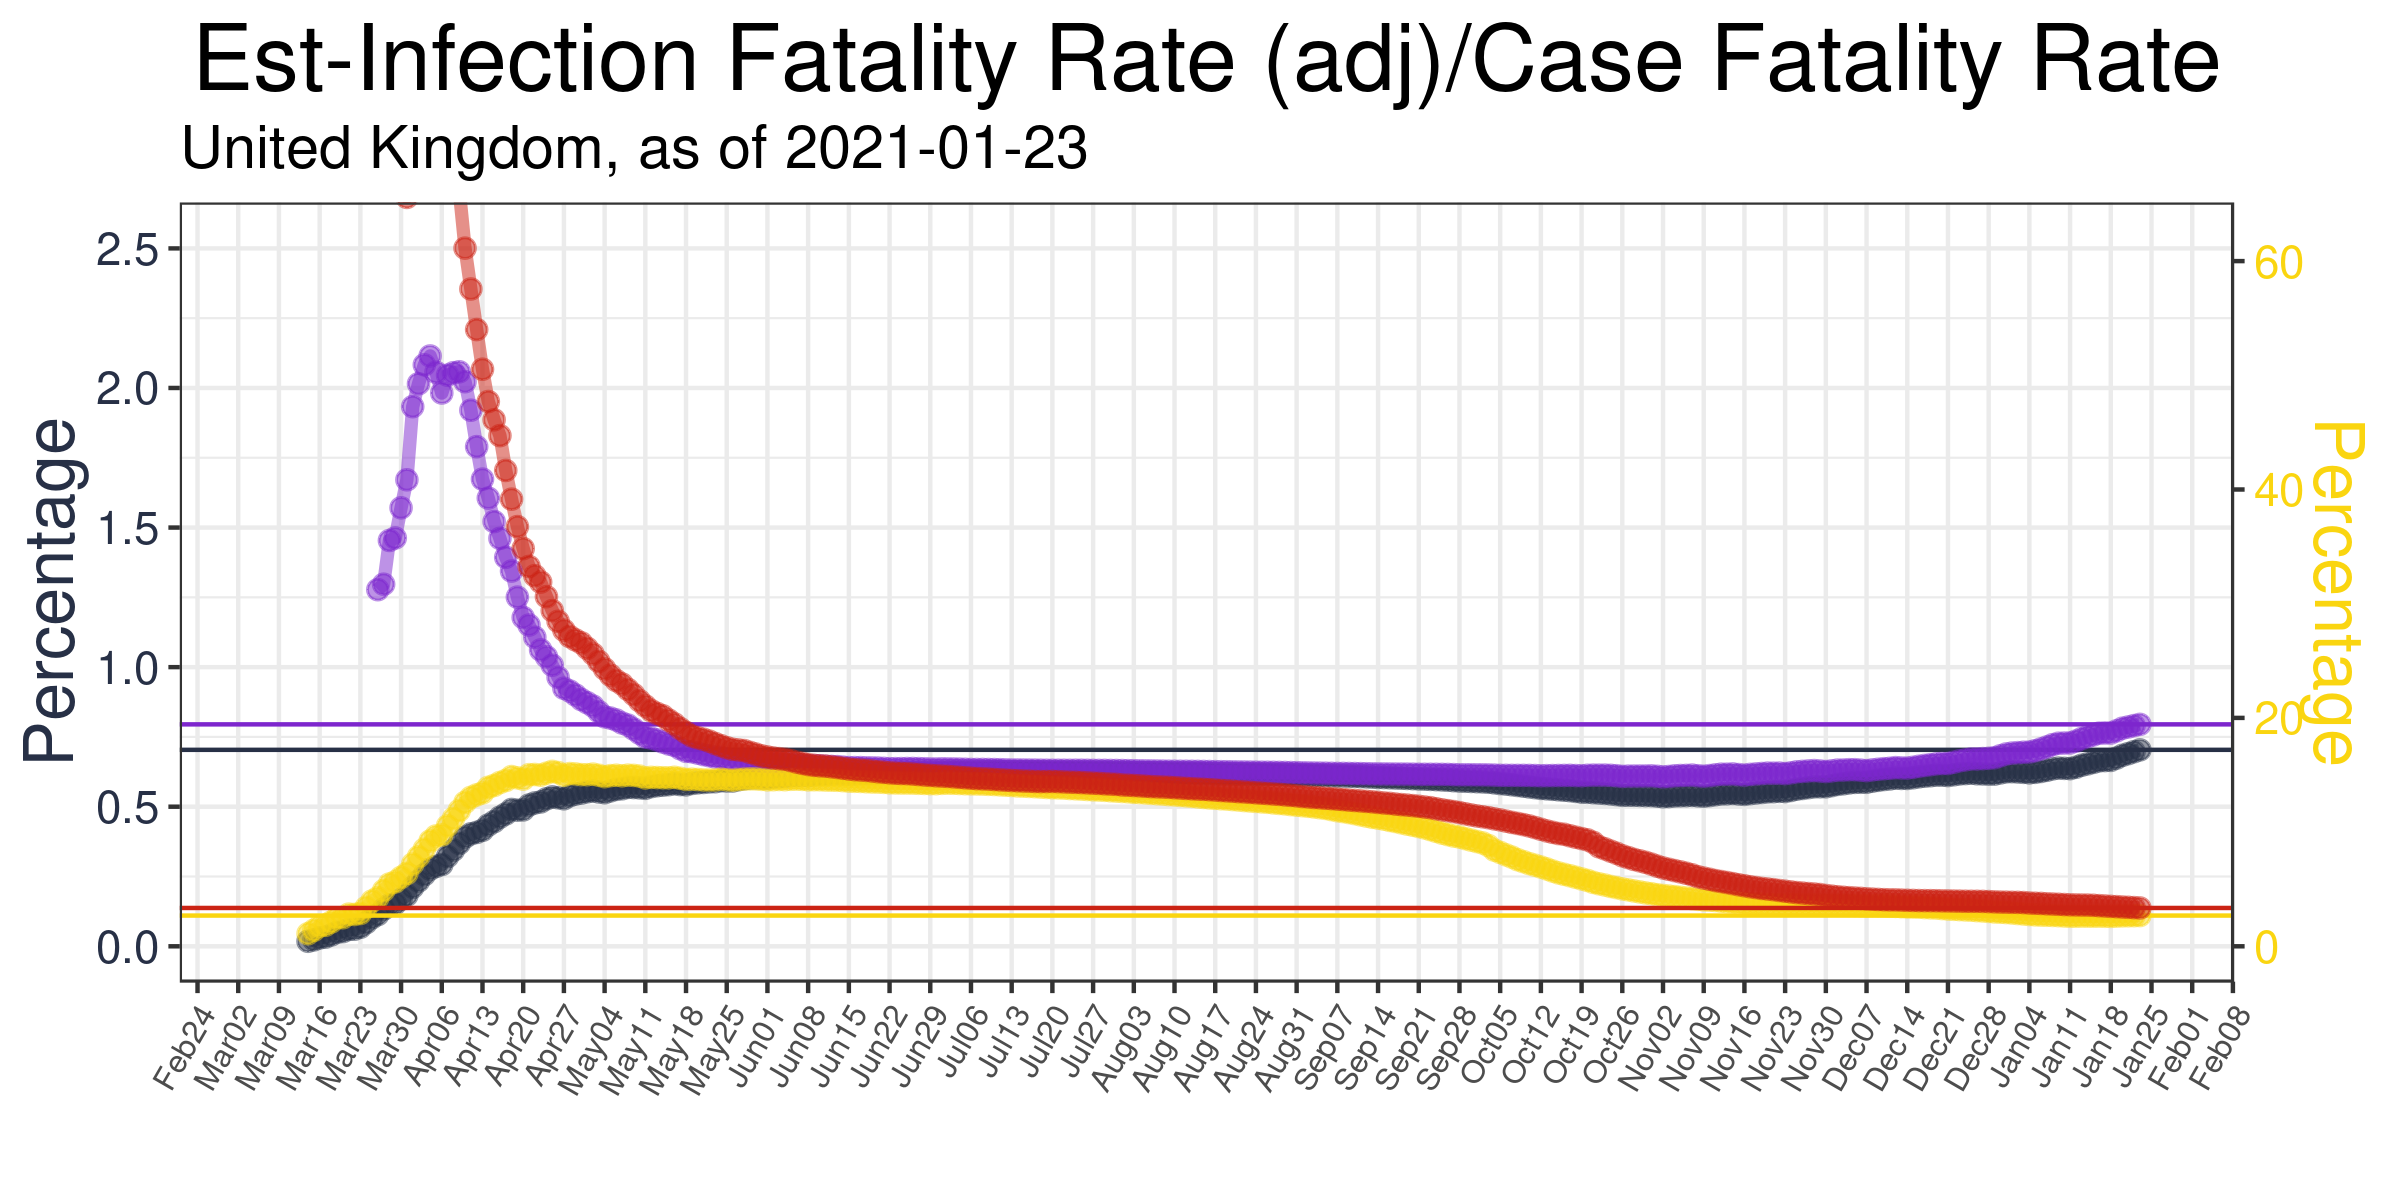 Est-Infection Fatality Rate (adj)/Case Fatality Rate
United Kingdom, as of 2021-01-23
Percentage
2.5
2.0
1.5
1.0
0.5
0.0
60
40
20
0
Percentage
Feb24
Mar02
Mar09
Mar16
Mar23
Mar30
Apr06
Apr13
Apr20
Apr27
May04
May11
May18
May25
Jun01
Jun08
Jun15
Jun22
Jun29
Jul06
Jul13
Jul20
Jul27
Aug03
Aug10
Aug17
Aug24
Aug31
Sep07
Sep14
Sep21
Sep28
Oct05
Oct12
Oct19
Oct26
Nov02
Nov09
Nov16
Nov23
Nov30
Dec07
Dec14
Dec21
Dec28
Jan04
Jan11
Jan18
Jan25
Feb01
Feb08